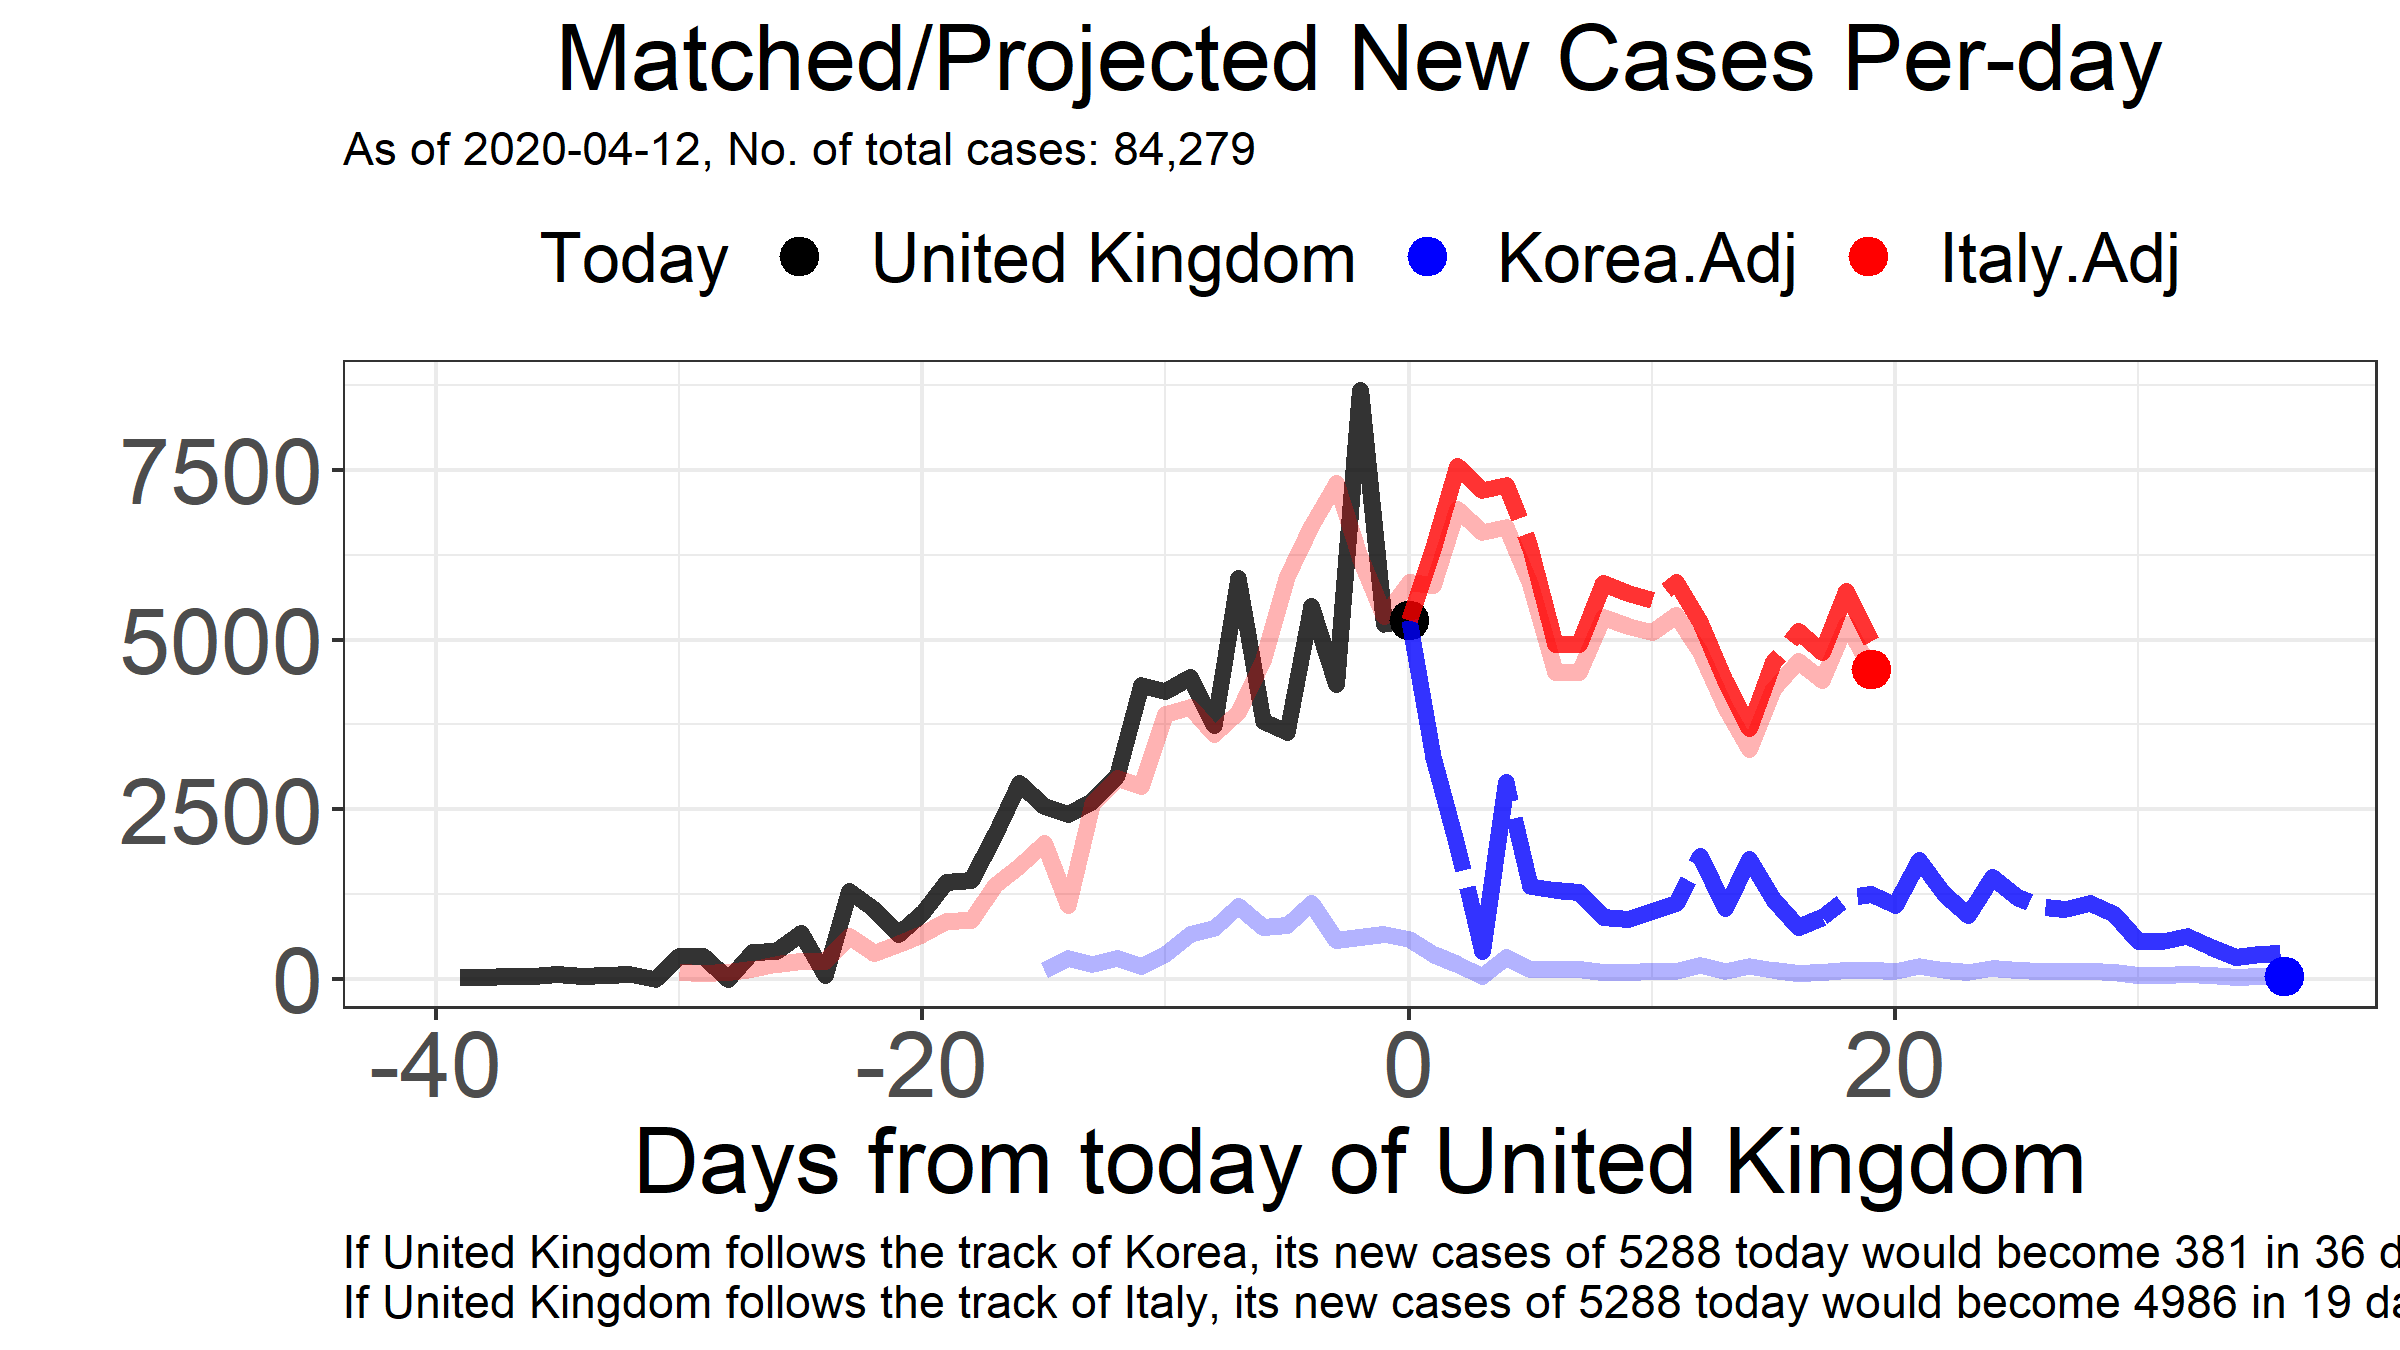 Matched/Projected New Cases Per-day
As of 2020-04-12, No. of total cases: 84,279
Today United Kingdom Korea.Adj Italy.Adj
7500
5000
2500
0
-40 -20 0 20
Days from today of United Kingdom
If United Kingdom follows the track of Korea, its new cases of 5288 today would become 381 in 36
If United Kingdom follows the track of Italy, its new cases of 5288 today would become 4986 in 19